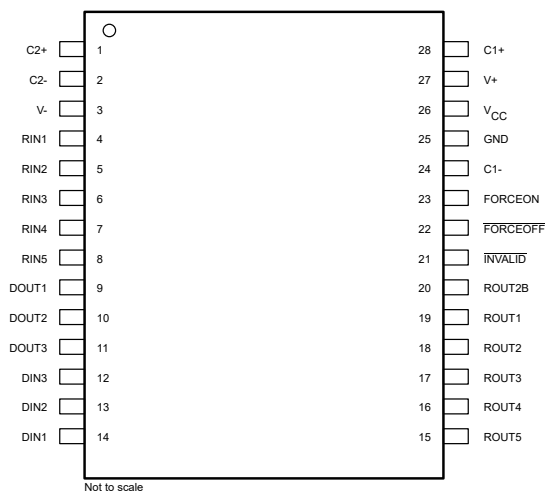 C2+ 1 28 C1+
C2- 2 27 V+
V- 3 26 VCC
RIN1 4 25 GND
RIN2 5 24 C1-
RIN3 6 23 FORCEON
RIN4 7 22 FORCEOFF
RIN5 8 21 INVALID
DOUT1 9 20 ROUT2B
DOUT2 10 19 ROUT1
DOUT3 11 18 ROUT2
DIN3 12 17 ROUT3
DIN2 13 16 ROUT4
DIN1 14 15 ROUT5
Not to scale